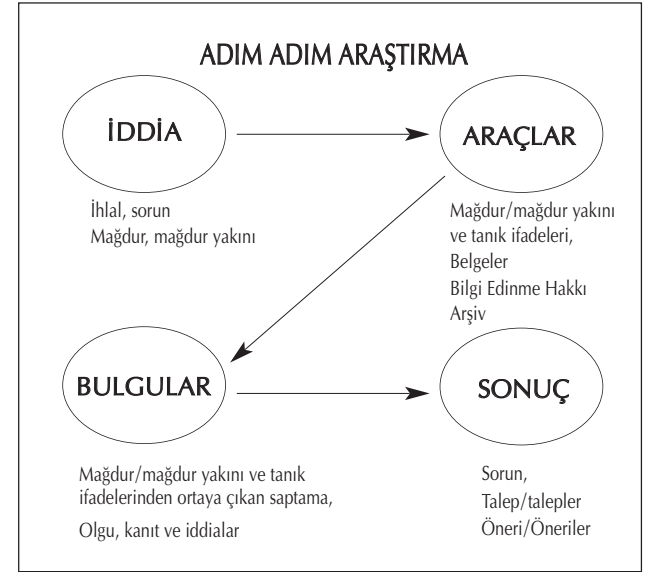 ADIM ADIM ARAŞTIRMA
İDDİA
İhlal, sorun
Mağdur, mağdur yakını
ARAÇLAR
Mağdur/mağdur yakını
ve tanık ifadeleri,
Belgeler
Bilgi Edinme Hakkı
Arşiv
BULGULAR
Mağdur/mağdur yakını ve tanık
ifadelerinden ortaya çıkan saptama,
Olgu, kanıt ve iddialar
SONUÇ
Sorun,
Talep/talepler
Öneri/Öneriler